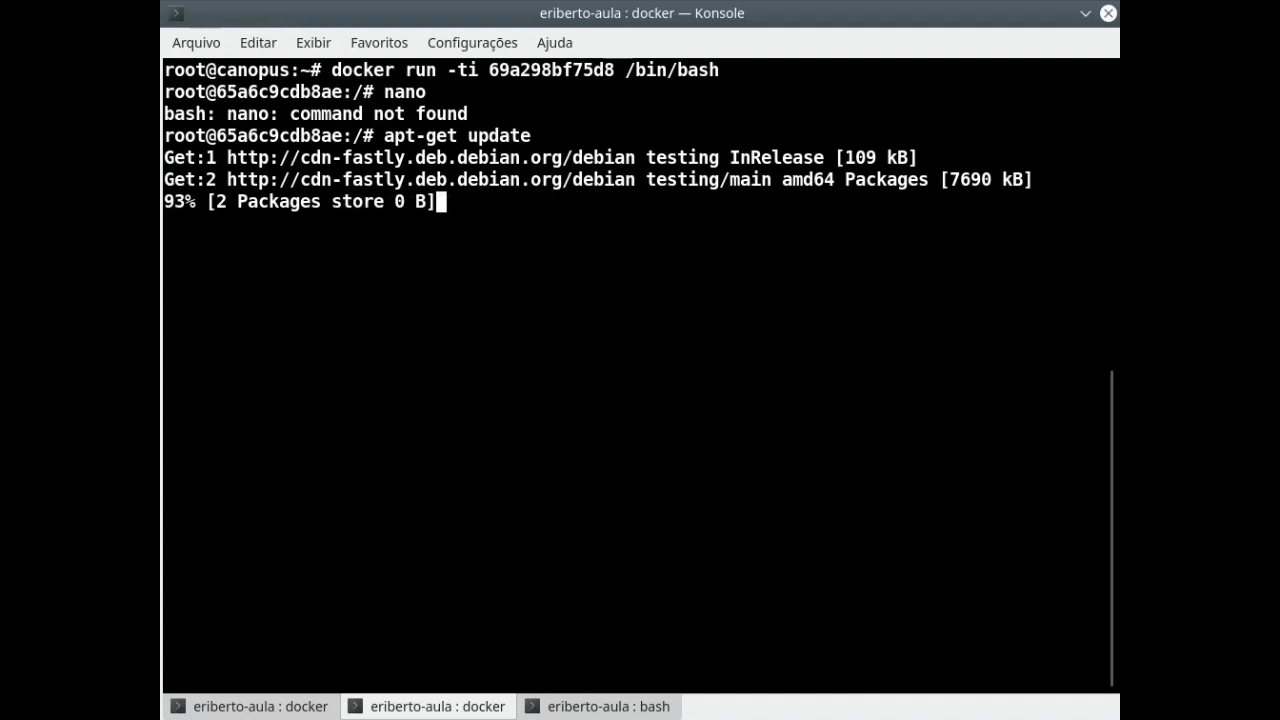 eriberto-aula : docker — Konsole
Arquivo Editar Exibir Favoritos Configurações Ajuda
root@canopus:~# docker run -ti 69a298bf75d8 /bin/bash
root@65a6c9cdb8ae:/# nano
bash: nano: command not found
root@65a6c9cdb8ae:/# apt-get update
Get:1 http://cdn-fastly.deb.debian.org/debian testing InRelease [109 kB]
Get:2 http://cdn-fastly.deb.debian.org/debian testing/main amd64 Packages [7690 kB]
93% [2 Packages store 0 B]
eriberto-aula : docker eriberto-aula : docker eriberto-aula : bash